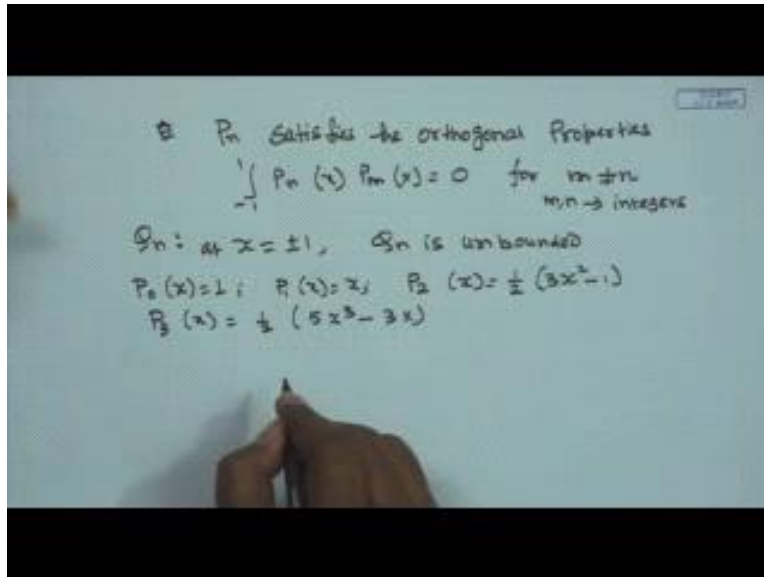 Pn satisfies the orthogonal Properties
∫₋₁¹ Pn (x) Pm (x) = 0 for m ≠ n
m,n → integers
Qn : at x = ±1, Qn is unbounded
P₀ (x) = 1 ; P₁ (x) = x, P₂ (x) = ½ (3x² - 1)
P₃ (x) = ½ (5x³ - 3x)